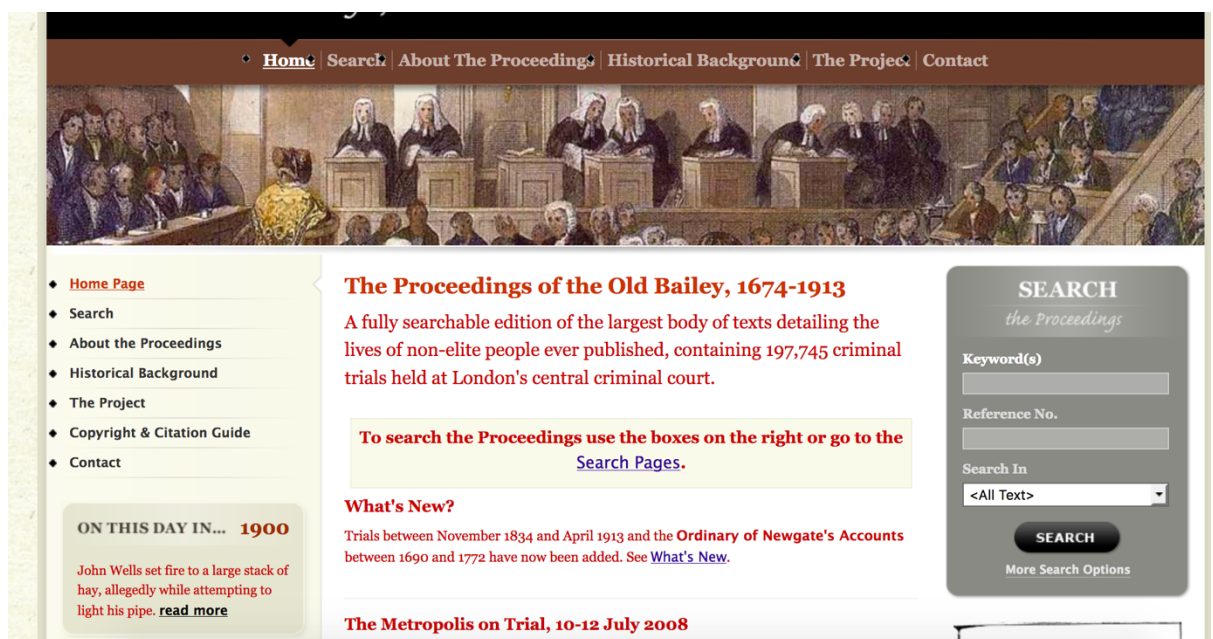 Home Search About The Proceedings Historical Background The Project Contact
Home Page
Search
About the Proceedings
Historical Background
The Project
Copyright & Citation Guide
Contact
ON THIS DAY IN... 1900
John Wells set fire to a large stack of
hay, allegedly while attempting to
light his pipe. read more
The Proceedings of the Old Bailey, 1674-1913
A fully searchable edition of the largest body of texts detailing the
lives of non-elite people ever published, containing 197,745 criminal
trials held at London's central criminal court.
To search the Proceedings use the boxes on the right or go to the
Search Pages.
What's New?
Trials between November 1834 and April 1913 and the Ordinary of Newgate's Accounts
between 1690 and 1772 have now been added. See What's New.
The Metropolis on Trial, 10-12 July 2008
SEARCH
the Proceedings
Keyword(s)
Reference No.
Search In
<All Text>
SEARCH
More Search Options